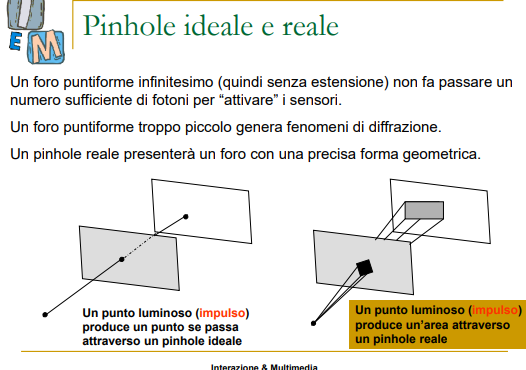 E M
Pinhole ideale e reale
Un foro puntiforme infinitesimo (quindi senza estensione) non fa passare un
numero sufficiente di fotoni per “attivare” i sensori.
Un foro puntiforme troppo piccolo genera fenomeni di diffrazione.
Un pinhole reale presenterà un foro con una precisa forma geometrica.
Un punto luminoso (impulso)
produce un punto se passa
attraverso un pinhole ideale
Un punto luminoso (impulso)
produce un’area attraverso
un pinhole reale
Interazione & Multimedia